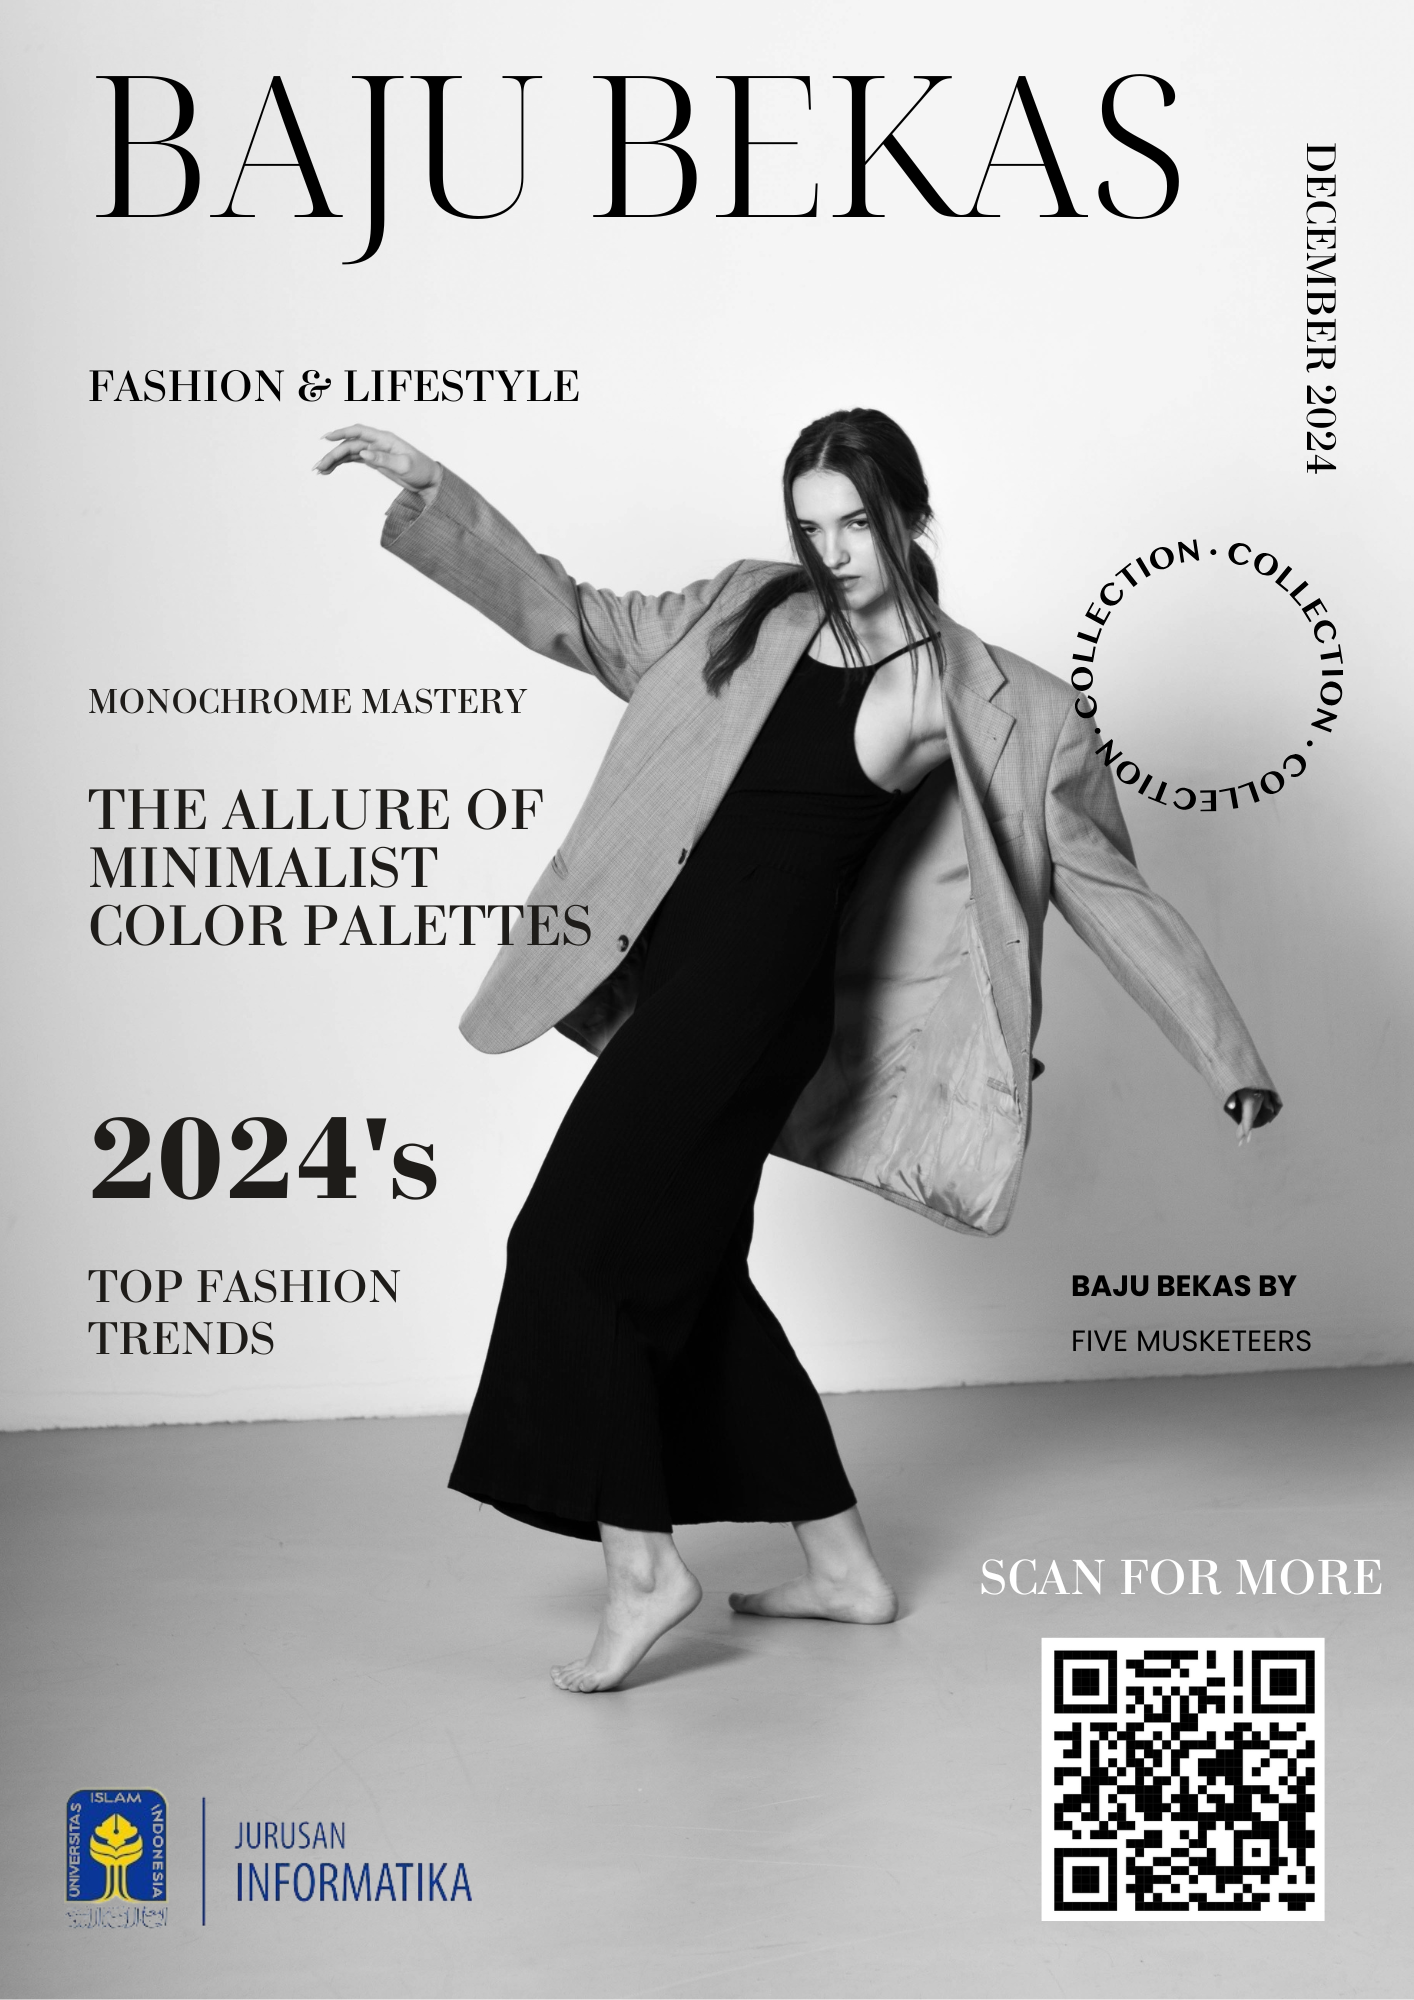 BAJU BEKAS
DECEMBER 2024
FASHION & LIFESTYLE
COLLECTION · COLLECTION · COLLECTION ·
MONOCHROME MASTERY
THE ALLURE OF
MINIMALIST
COLOR PALETTES
2024's
TOP FASHION
TRENDS
BAJU BEKAS BY
FIVE MUSKETEERS
SCAN FOR MORE
UNIVERSITAS ISLAM INDONESIA
JURUSAN
INFORMATIKA